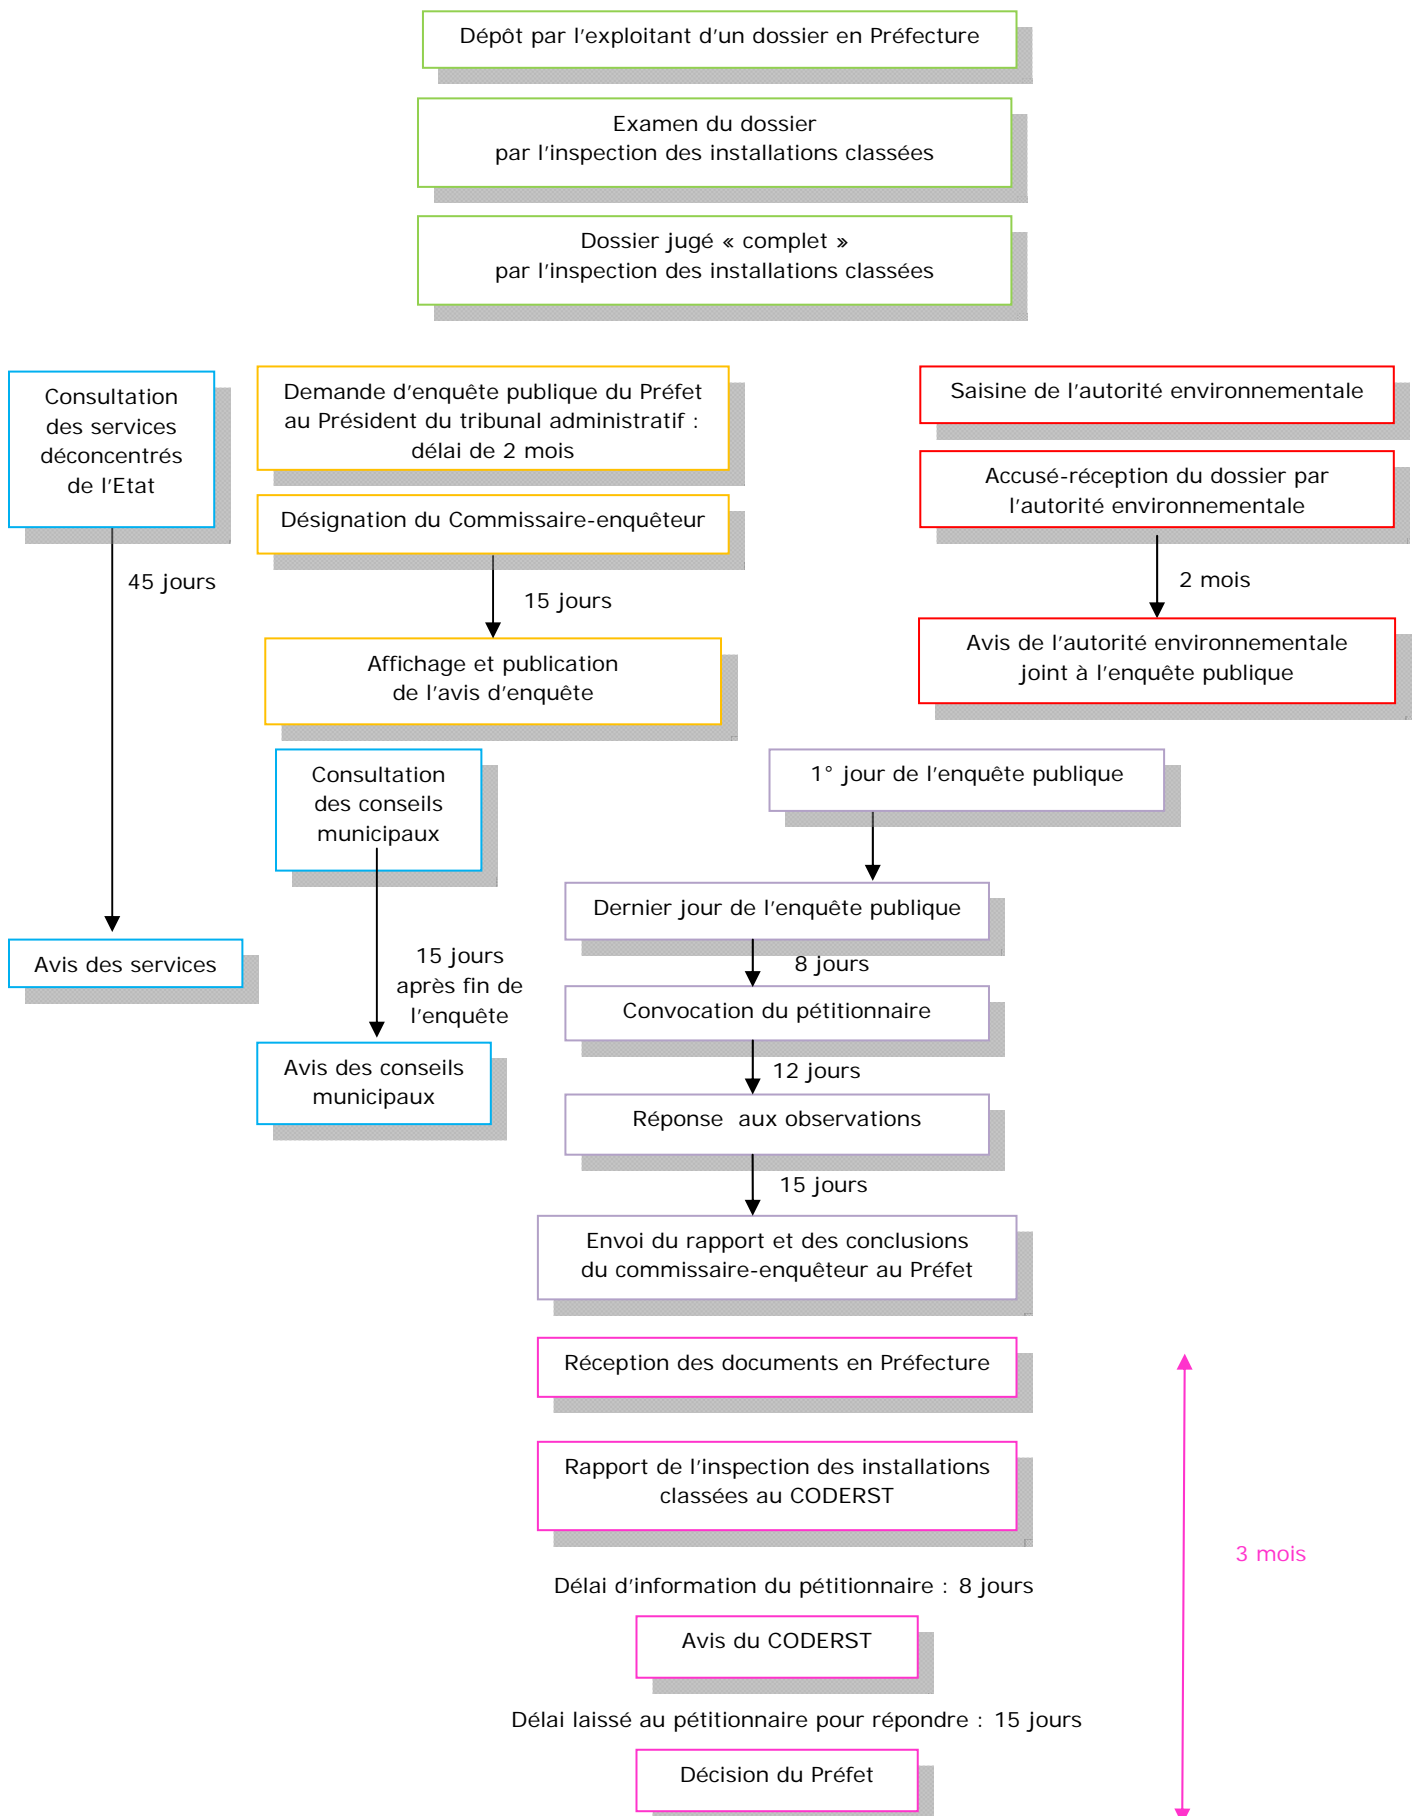 Dépôt par l'exploitant d'un dossier en Préfecture
Examen du dossier
par l'inspection des installations classées
Dossier jugé « complet »
par l'inspection des installations classées
Consultation
des services
déconcentrés
de l'Etat
45 jours
Avis des services
Demande d'enquête publique du Préfet
au Président du tribunal administratif :
délai de 2 mois
Désignation du Commissaire-enquêteur
15 jours
Affichage et publication
de l'avis d'enquête
Saisine de l'autorité environnementale
Accusé-réception du dossier par
l'autorité environnementale
2 mois
Avis de l'autorité environnementale
joint à l'enquête publique
Consultation
des conseils
municipaux
15 jours
après fin de
l'enquête
Avis des conseils
municipaux
1° jour de l'enquête publique
Dernier jour de l'enquête publique
8 jours
Convocation du pétitionnaire
12 jours
Réponse  aux observations
15 jours
Envoi du rapport et des conclusions
du commissaire-enquêteur au Préfet
Réception des documents en Préfecture
Rapport de l'inspection des installations
classées au CODERST
3 mois
Délai d'information du pétitionnaire : 8 jours
Avis du CODERST
Délai laissé au pétitionnaire pour répondre : 15 jours
Décision du Préfet